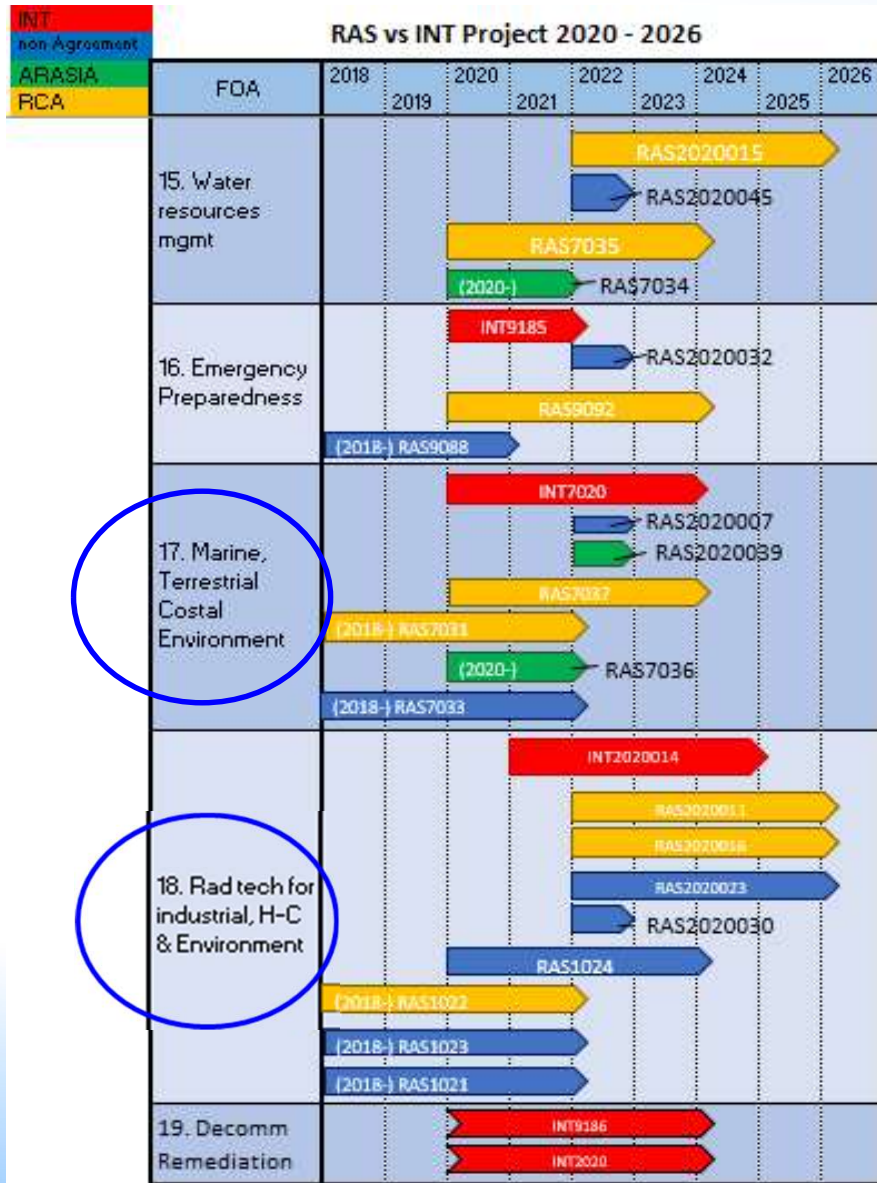 INT
non Agreement
ARASIA
RCA
RAS vs INT Project 2020 - 2026
FOA
2018 2020 2022 2024 2026
2019 2021 2023 2025
15. Water
resources
mgmt
RAS2020015
RAS2020045
RAS7035
(2020-) RAS7034
16. Emergency
Preparedness
INT9185
RAS2020032
RAS9092
(2018-) RAS9088
17. Marine,
Terrestrial
Costal
Environment
INT7020
RAS2020007
RAS2020039
RAS7037
(2018-) RAS7031
(2020-) RAS7036
(2018-) RAS7033
18. Rad tech for
industrial, H-C
& Environment
INT2020014
RAS2020011
RAS2020016
RAS2020023
RAS2020030
RAS1024
(2018-) RAS1022
(2018-) RAS1023
(2018-) RAS1021
19. Decomm
Remediation
INT9186
INT2020